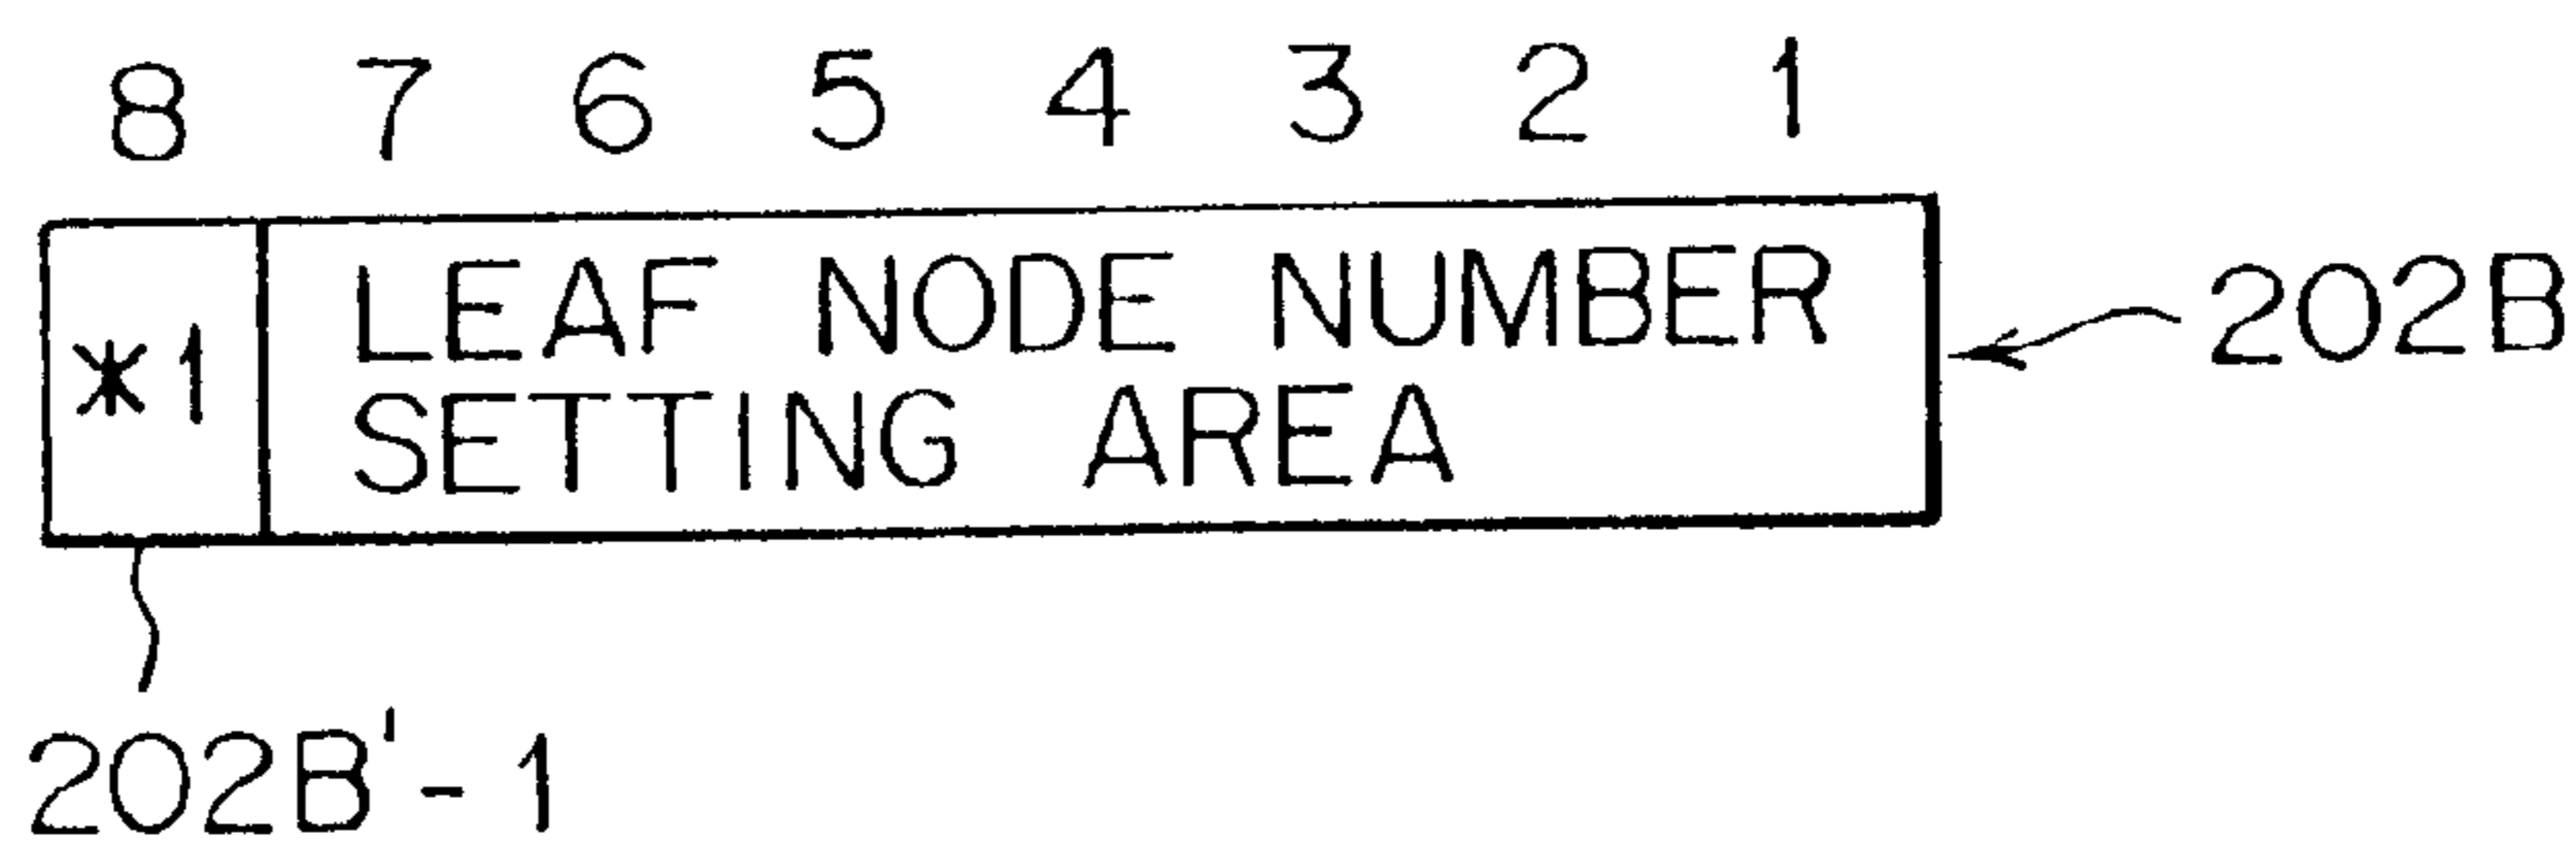 8 7 6 5 4 3 2 1
*1 LEAF NODE NUMBER
SETTING AREA
202B
202B'-1